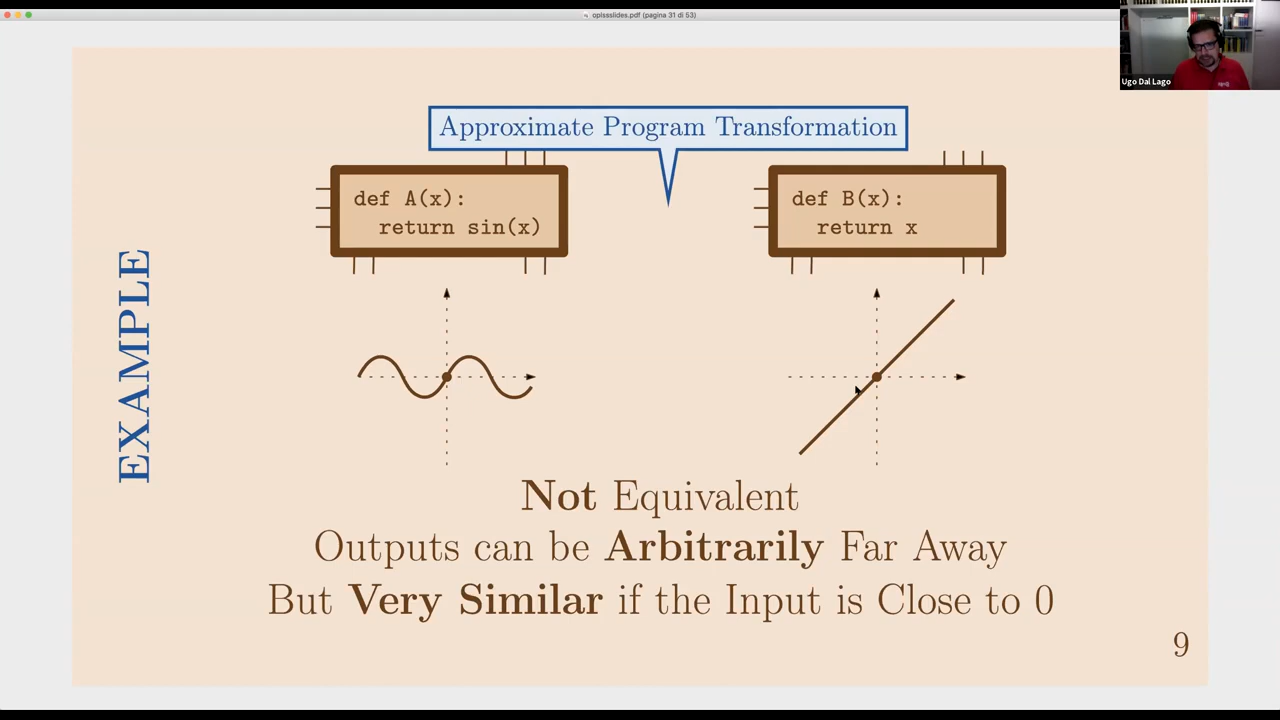 opissslides.pdf (pagina 31 di 53)
Ugo Dal Lago
Approximate Program Transformation
def A(x):
return sin(x)
def B(x):
return x
EXAMPLE
Not Equivalent
Outputs can be Arbitrarily Far Away
But Very Similar if the Input is Close to 0
9